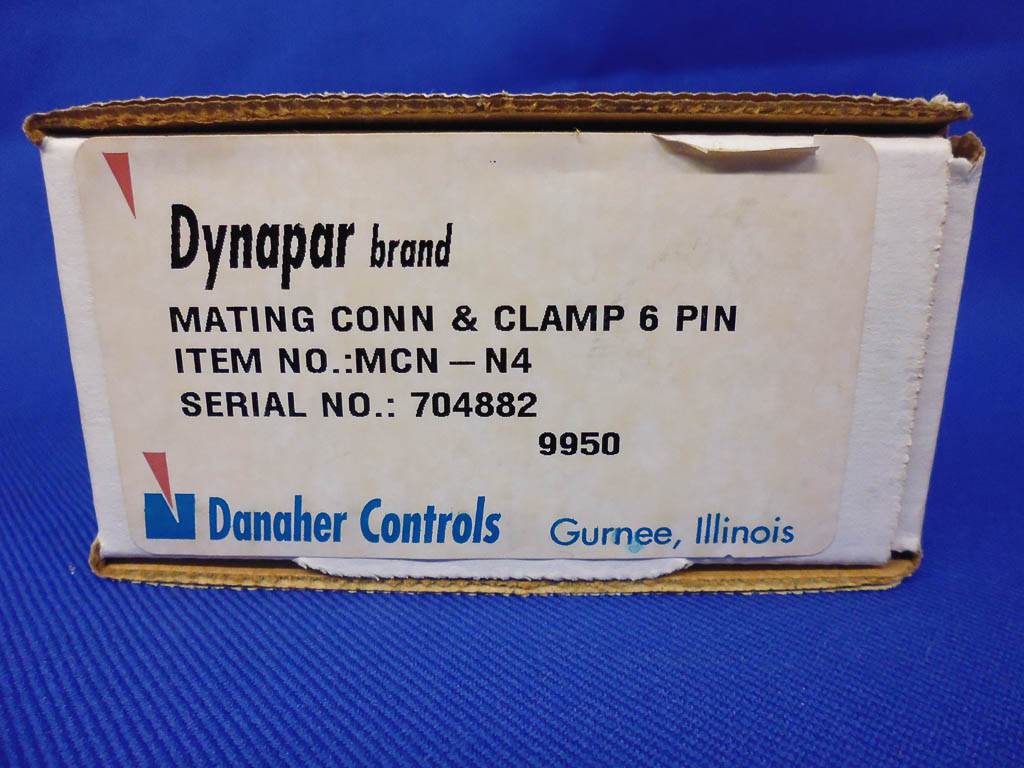 Dynapar brand
MATING CONN & CLAMP 6 PIN
ITEM NO.:MCN — N4
SERIAL NO.: 704882
9950
Danaher Controls Gurnee, Illinois